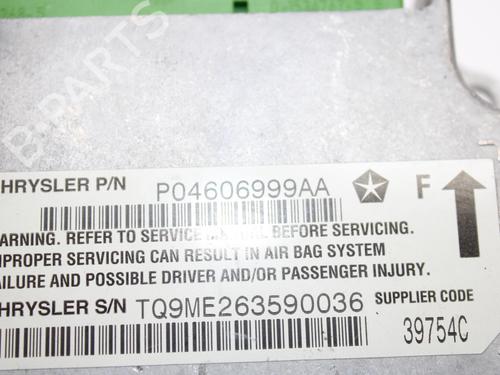 HRYSLER P/N P04606999AA F
ARNING. REFER TO SERVICE MANUAL BEFORE SERVICING.
MPROPER SERVICING CAN RESULT IN AIR BAG SYSTEM
AILURE AND POSSIBLE DRIVER AND/OR PASSENGER INJURY.
HRYSLER S/N TQ9ME263590036 SUPPLIER CODE
39754C
B-PARTS